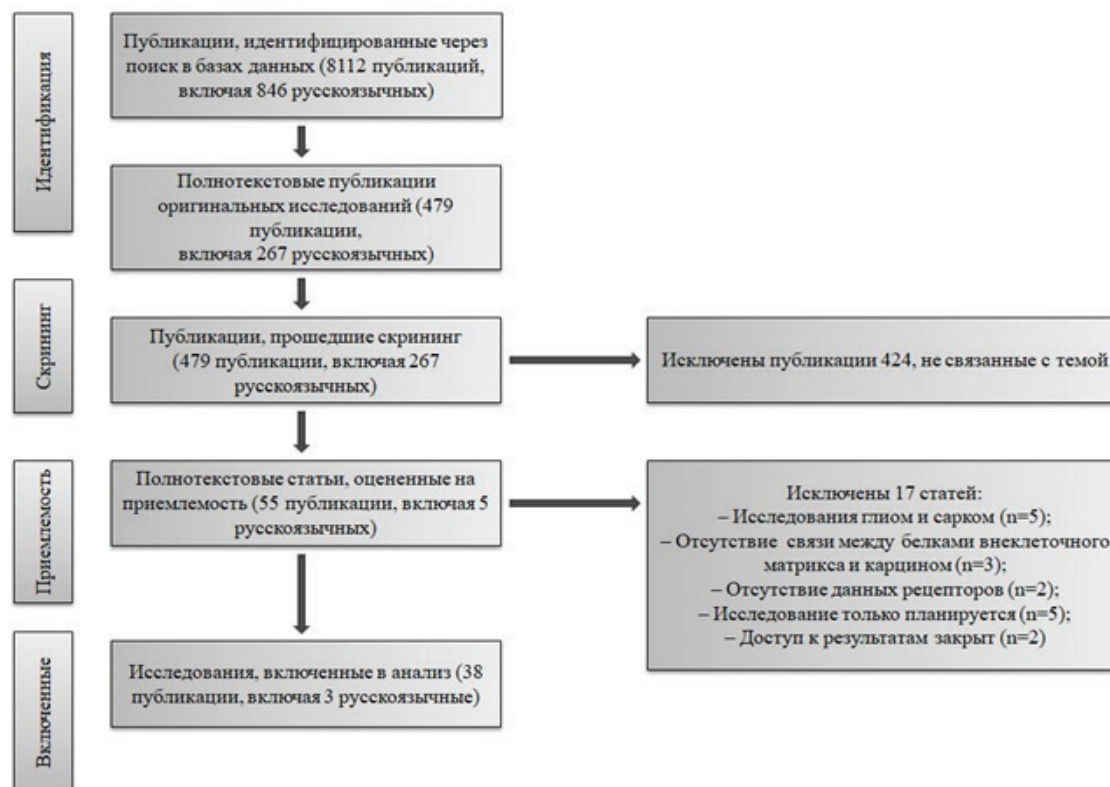 Идентификация
Публикации, идентифицированные через
поиск в базах данных (8112 публикаций,
включая 846 русскоязычных)
Полнотекстовые публикации
оригинальных исследований (479
публикации,
включая 267 русскоязычных)
Скрининг
Публикации, прошедшие скрининг
(479 публикации, включая 267
русскоязычных)
Исключены публикации 424, не связанные с темой
Приемлемость
Полнотекстовые статьи, оцененные на
приемлемость (55 публикации, включая 5
русскоязычных)
Исключены 17 статей:
– Исследования глиом и сарком (n=5);
– Отсутствие связи между белками внеклеточного
матрикса и карцином (n=3);
– Отсутствие данных рецепторов (n=2);
– Исследование только планируется (n=5);
– Доступ к результатам закрыт (n=2)
Включенные
Исследования, включенные в анализ (38
публикации, включая 3 русскоязычные)